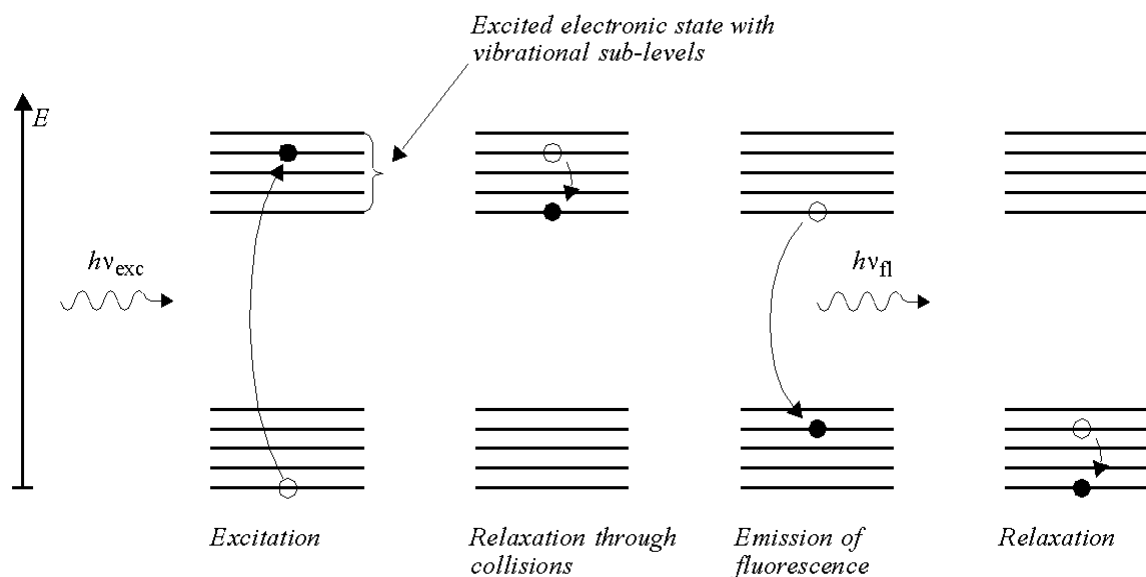 Excited electronic state with
vibrational sub-levels
E
hνexc
hνfl
Excitation
Relaxation through
collisions
Emission of
fluorescence
Relaxation